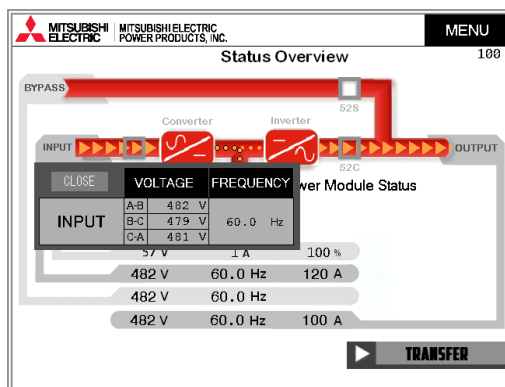 MITSUBISHI ELECTRIC
MITSUBISHI ELECTRIC POWER PRODUCTS, INC.
MENU
Status Overview
100
BYPASS
52S
Converter
Inverter
INPUT
OUTPUT
52C
CLOSE
VOLTAGE
FREQUENCY
wer Module Status
INPUT
A-B 482 V
B-C 479 V
C-A 481 V
60.0 Hz
57 V 1 A 100 %
482 V 60.0 Hz 120 A
482 V 60.0 Hz
482 V 60.0 Hz 100 A
TRANSFER